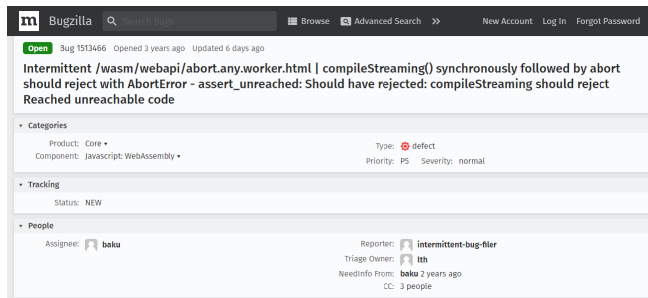 m Bugzilla Search Bugs Browse Advanced Search >> New Account Log In Forgot Password
Open Bug 1513466 Opened 3 years ago Updated 6 days ago
Intermittent /wasm/webapi/abort.any.worker.html | compileStreaming() synchronously followed by abort
should reject with AbortError - assert_unreached: Should have rejected: compileStreaming should reject
Reached unreachable code
▾ Categories
Product: Core ▾
Type: defect
Component: Javascript: WebAssembly ▾
Priority: P5 Severity: normal
▾ Tracking
Status: NEW
▾ People
Assignee: baku
Reporter: intermittent-bug-filer
Triage Owner: lth
NeedInfo From: baku 2 years ago
CC: 3 people